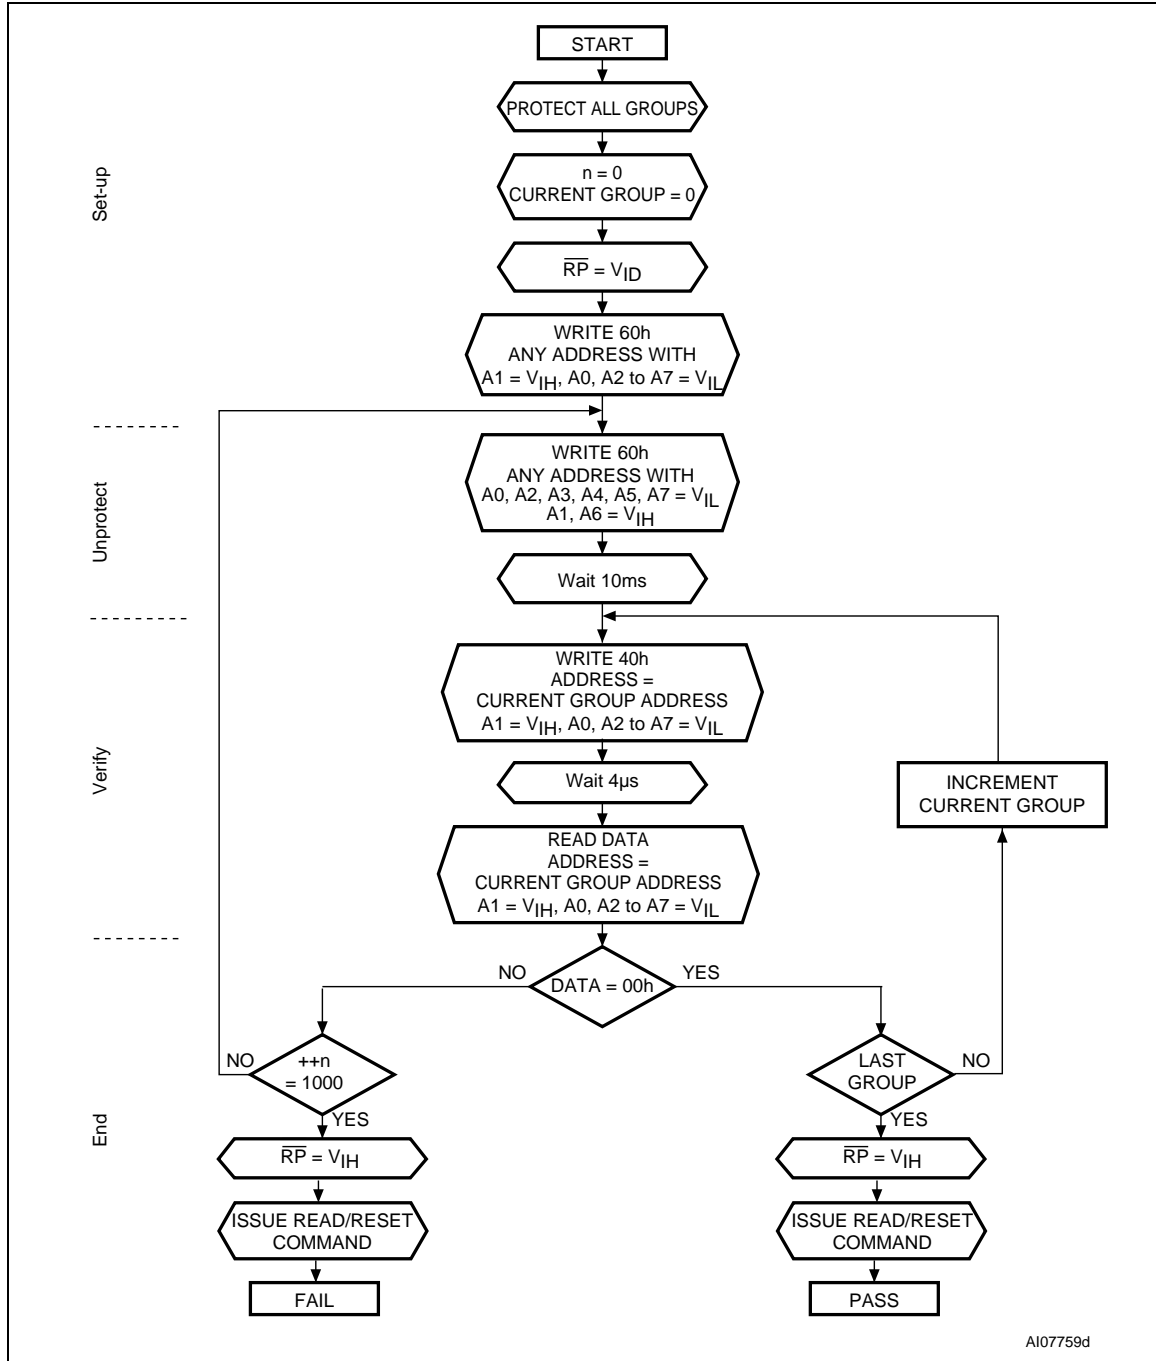 START
PROTECT ALL GROUPS
n = 0
CURRENT GROUP = 0
Set-up
RP = VID
WRITE 60h
ANY ADDRESS WITH
A1 = VIH, A0, A2 to A7 = VIL
Unprotect
WRITE 60h
ANY ADDRESS WITH
A0, A2, A3, A4, A5, A7 = VIL
A1, A6 = VIH
Wait 10ms
Verify
WRITE 40h
ADDRESS =
CURRENT GROUP ADDRESS
A1 = VIH, A0, A2 to A7 = VIL
Wait 4µs
INCREMENT
CURRENT GROUP
READ DATA
ADDRESS =
CURRENT GROUP ADDRESS
A1 = VIH, A0, A2 to A7 = VIL
End
NO
DATA = 00h
YES
NO
++n
= 1000
YES
LAST
GROUP
NO
YES
RP = VIH
ISSUE READ/RESET
COMMAND
FAIL
RP = VIH
ISSUE READ/RESET
COMMAND
PASS
AI07759d